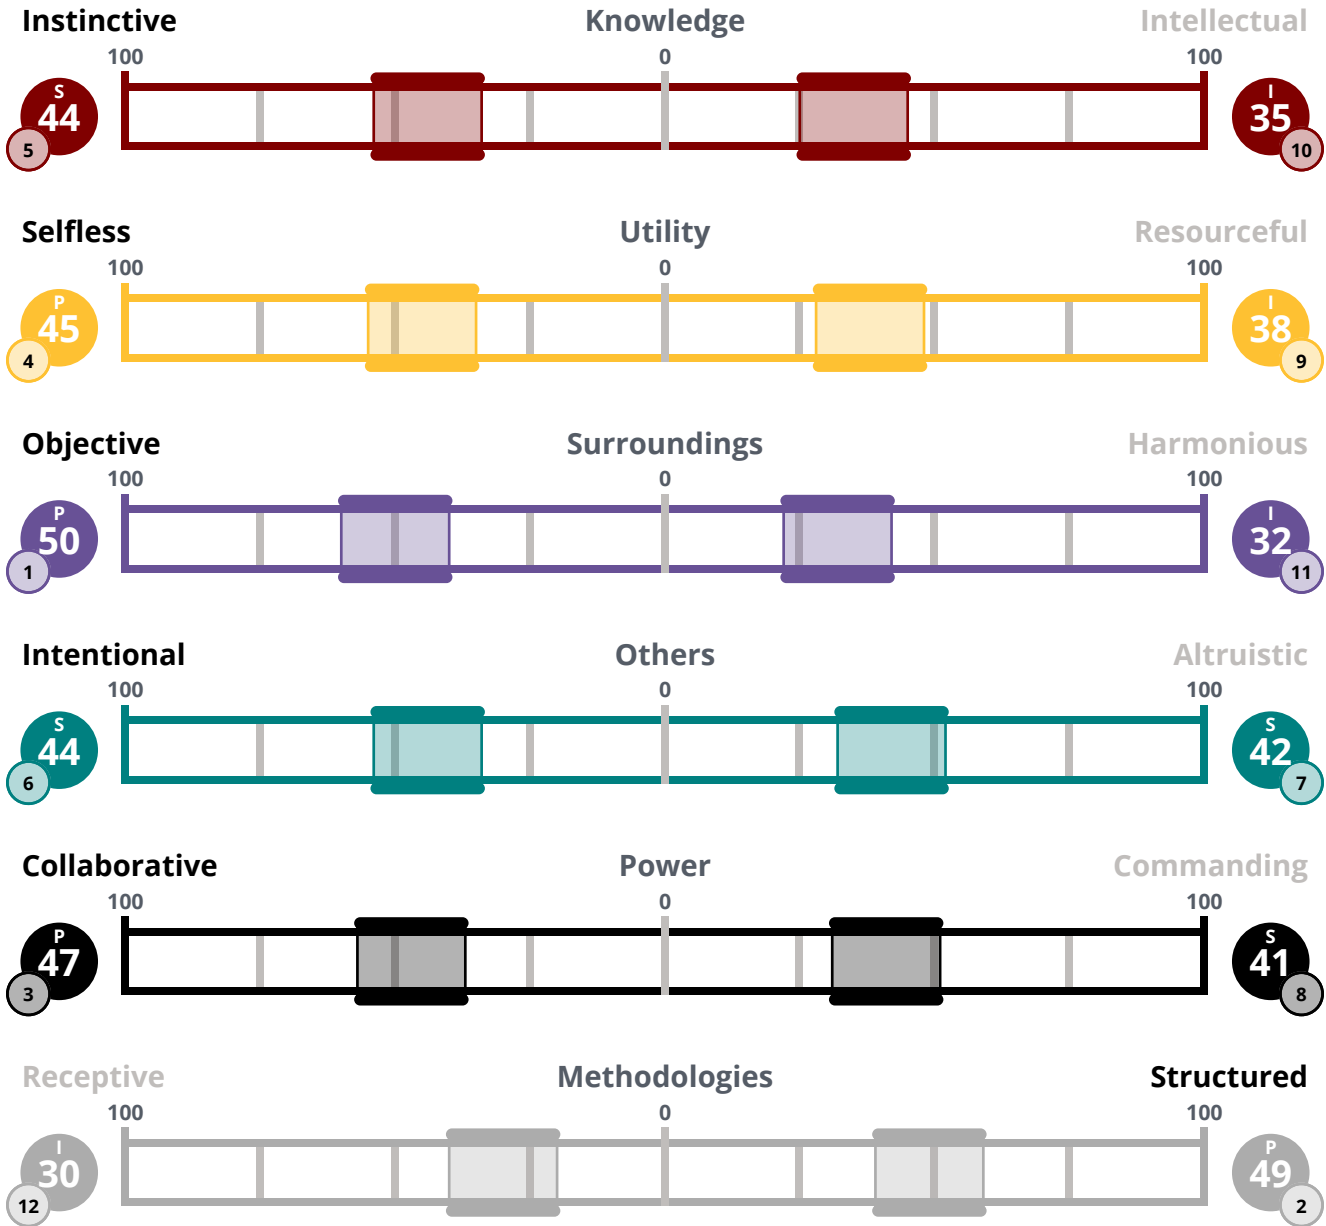 Instinctive Knowledge Intellectual
100 0 100
S I
44 35
5 10
Selfless Utility Resourceful
100 0 100
P I
45 38
4 9
Objective Surroundings Harmonious
100 0 100
P I
50 32
1 11
Intentional Others Altruistic
100 0 100
S S
44 42
6 7
Collaborative Power Commanding
100 0 100
P S
47 41
3 8
Receptive Methodologies Structured
100 0 100
I P
30 49
12 2